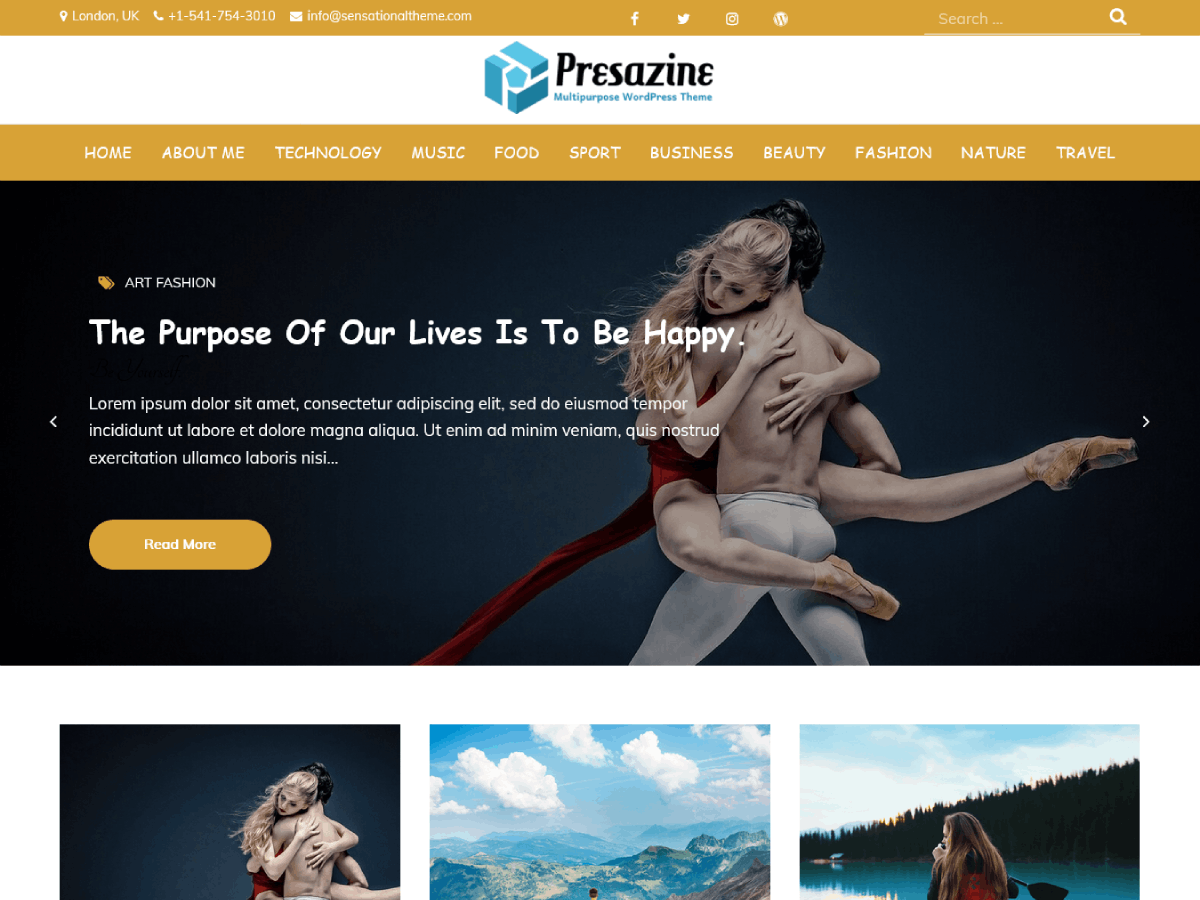 London, UK +1-541-754-3010 info@sensationaltheme.com Search ...
Presazine
Multipurpose WordPress Theme
HOME ABOUT ME TECHNOLOGY MUSIC FOOD SPORT BUSINESS BEAUTY FASHION NATURE TRAVEL
ART FASHION
The Purpose Of Our Lives Is To Be Happy.
Be Yourself
Lorem ipsum dolor sit amet, consectetur adipiscing elit, sed do eiusmod tempor
incididunt ut labore et dolore magna aliqua. Ut enim ad minim veniam, quis nostrud
exercitation ullamco laboris nisi...
Read More